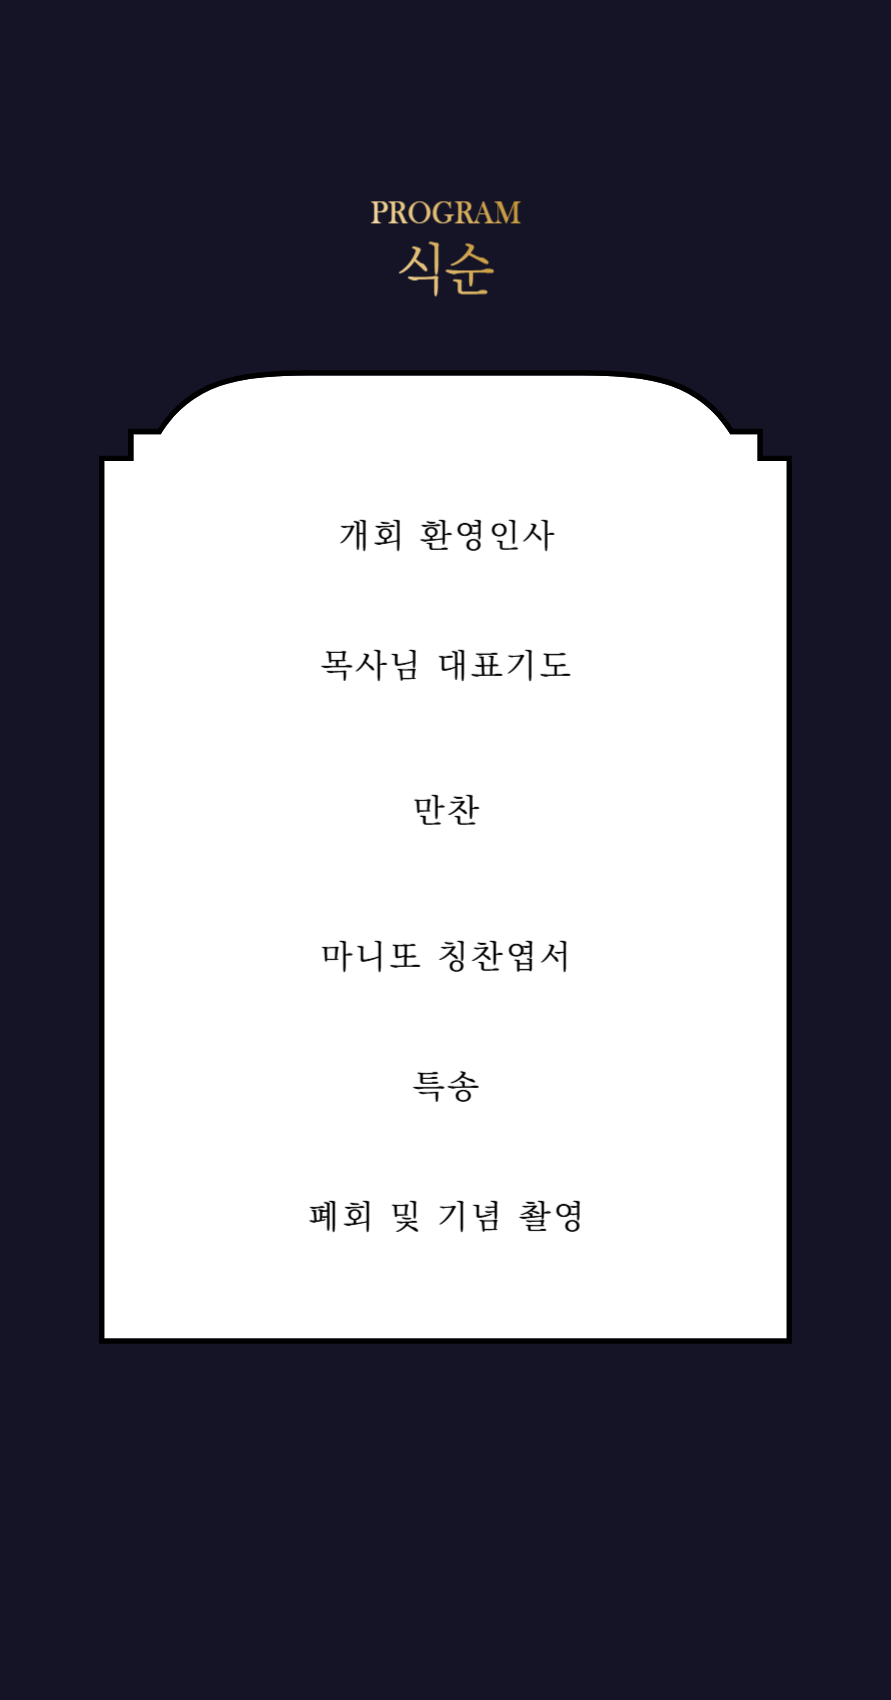 PROGRAM
식순
개회 환영인사
목사님 대표기도
만찬
마니또 칭찬엽서
특송
폐회 및 기념 촬영